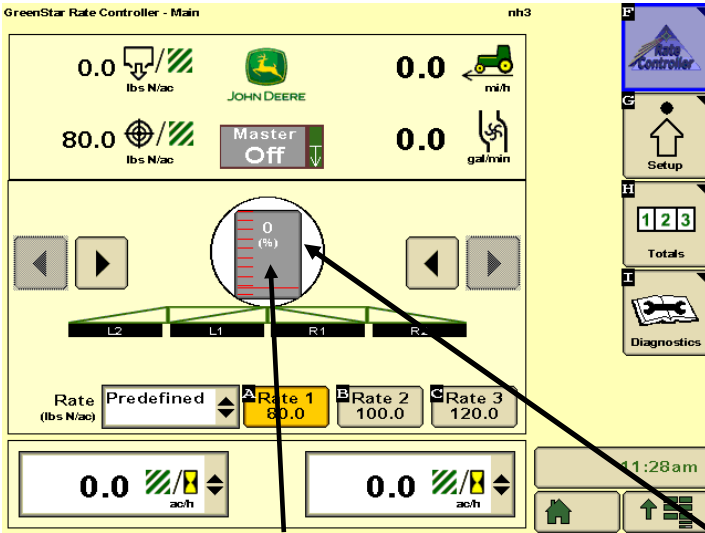 GreenStar Rate Controller - Main
nh3
0.0
lbs N/ac
JOHN DEERE
0.0
mi/h
80.0
lbs N/ac
Master
Off
0.0
gal/min
0
(%)
L2
L1
R1
Rate
(lbs N/ac)
Predefined
A
Rate 1
80.0
B
Rate 2
100.0
C
Rate 3
120.0
0.0
ac/h
0.0
ac/h
F
Rate
Controller
G
Setup
H
1 2 3
Totals
I
Diagnostics
11:28am